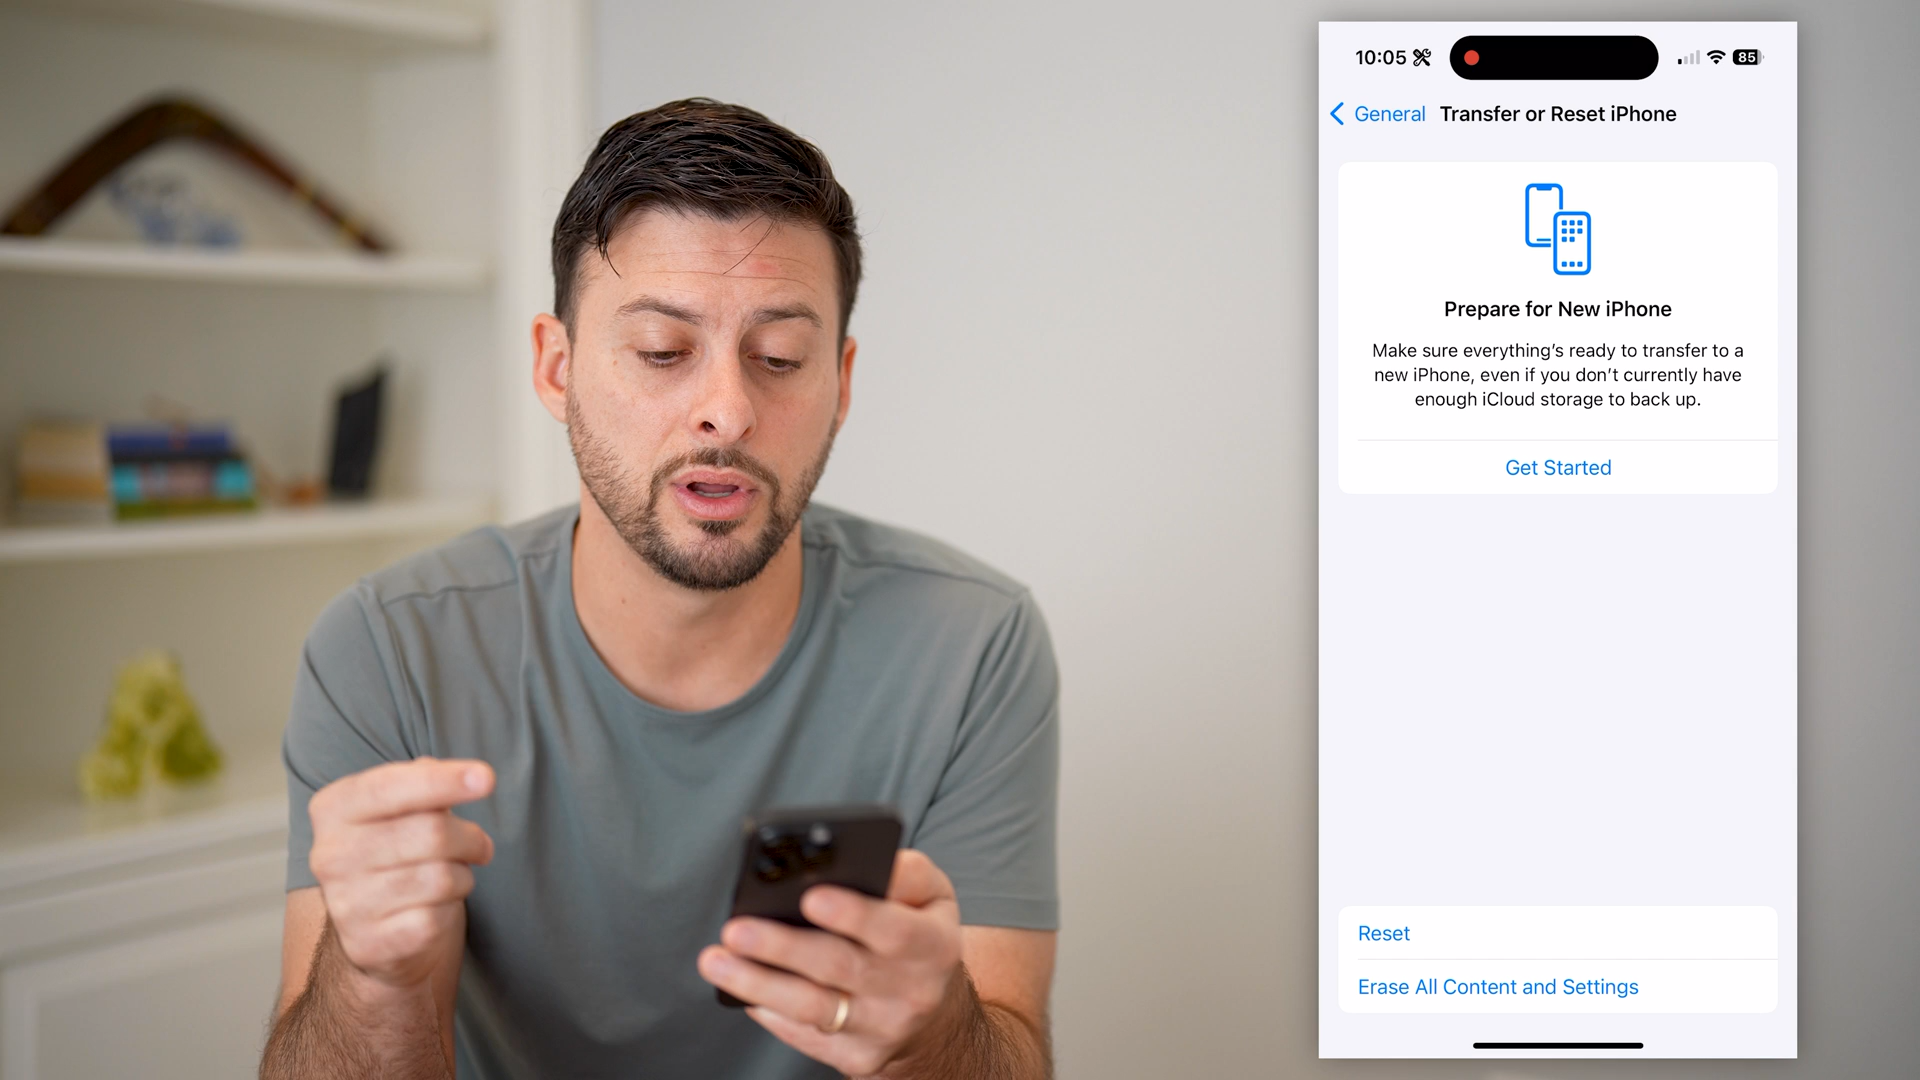 10:05
85
General Transfer or Reset iPhone
Prepare for New iPhone
Make sure everything's ready to transfer to a
new iPhone, even if you don't currently have
enough iCloud storage to back up.
Get Started
Reset
Erase All Content and Settings